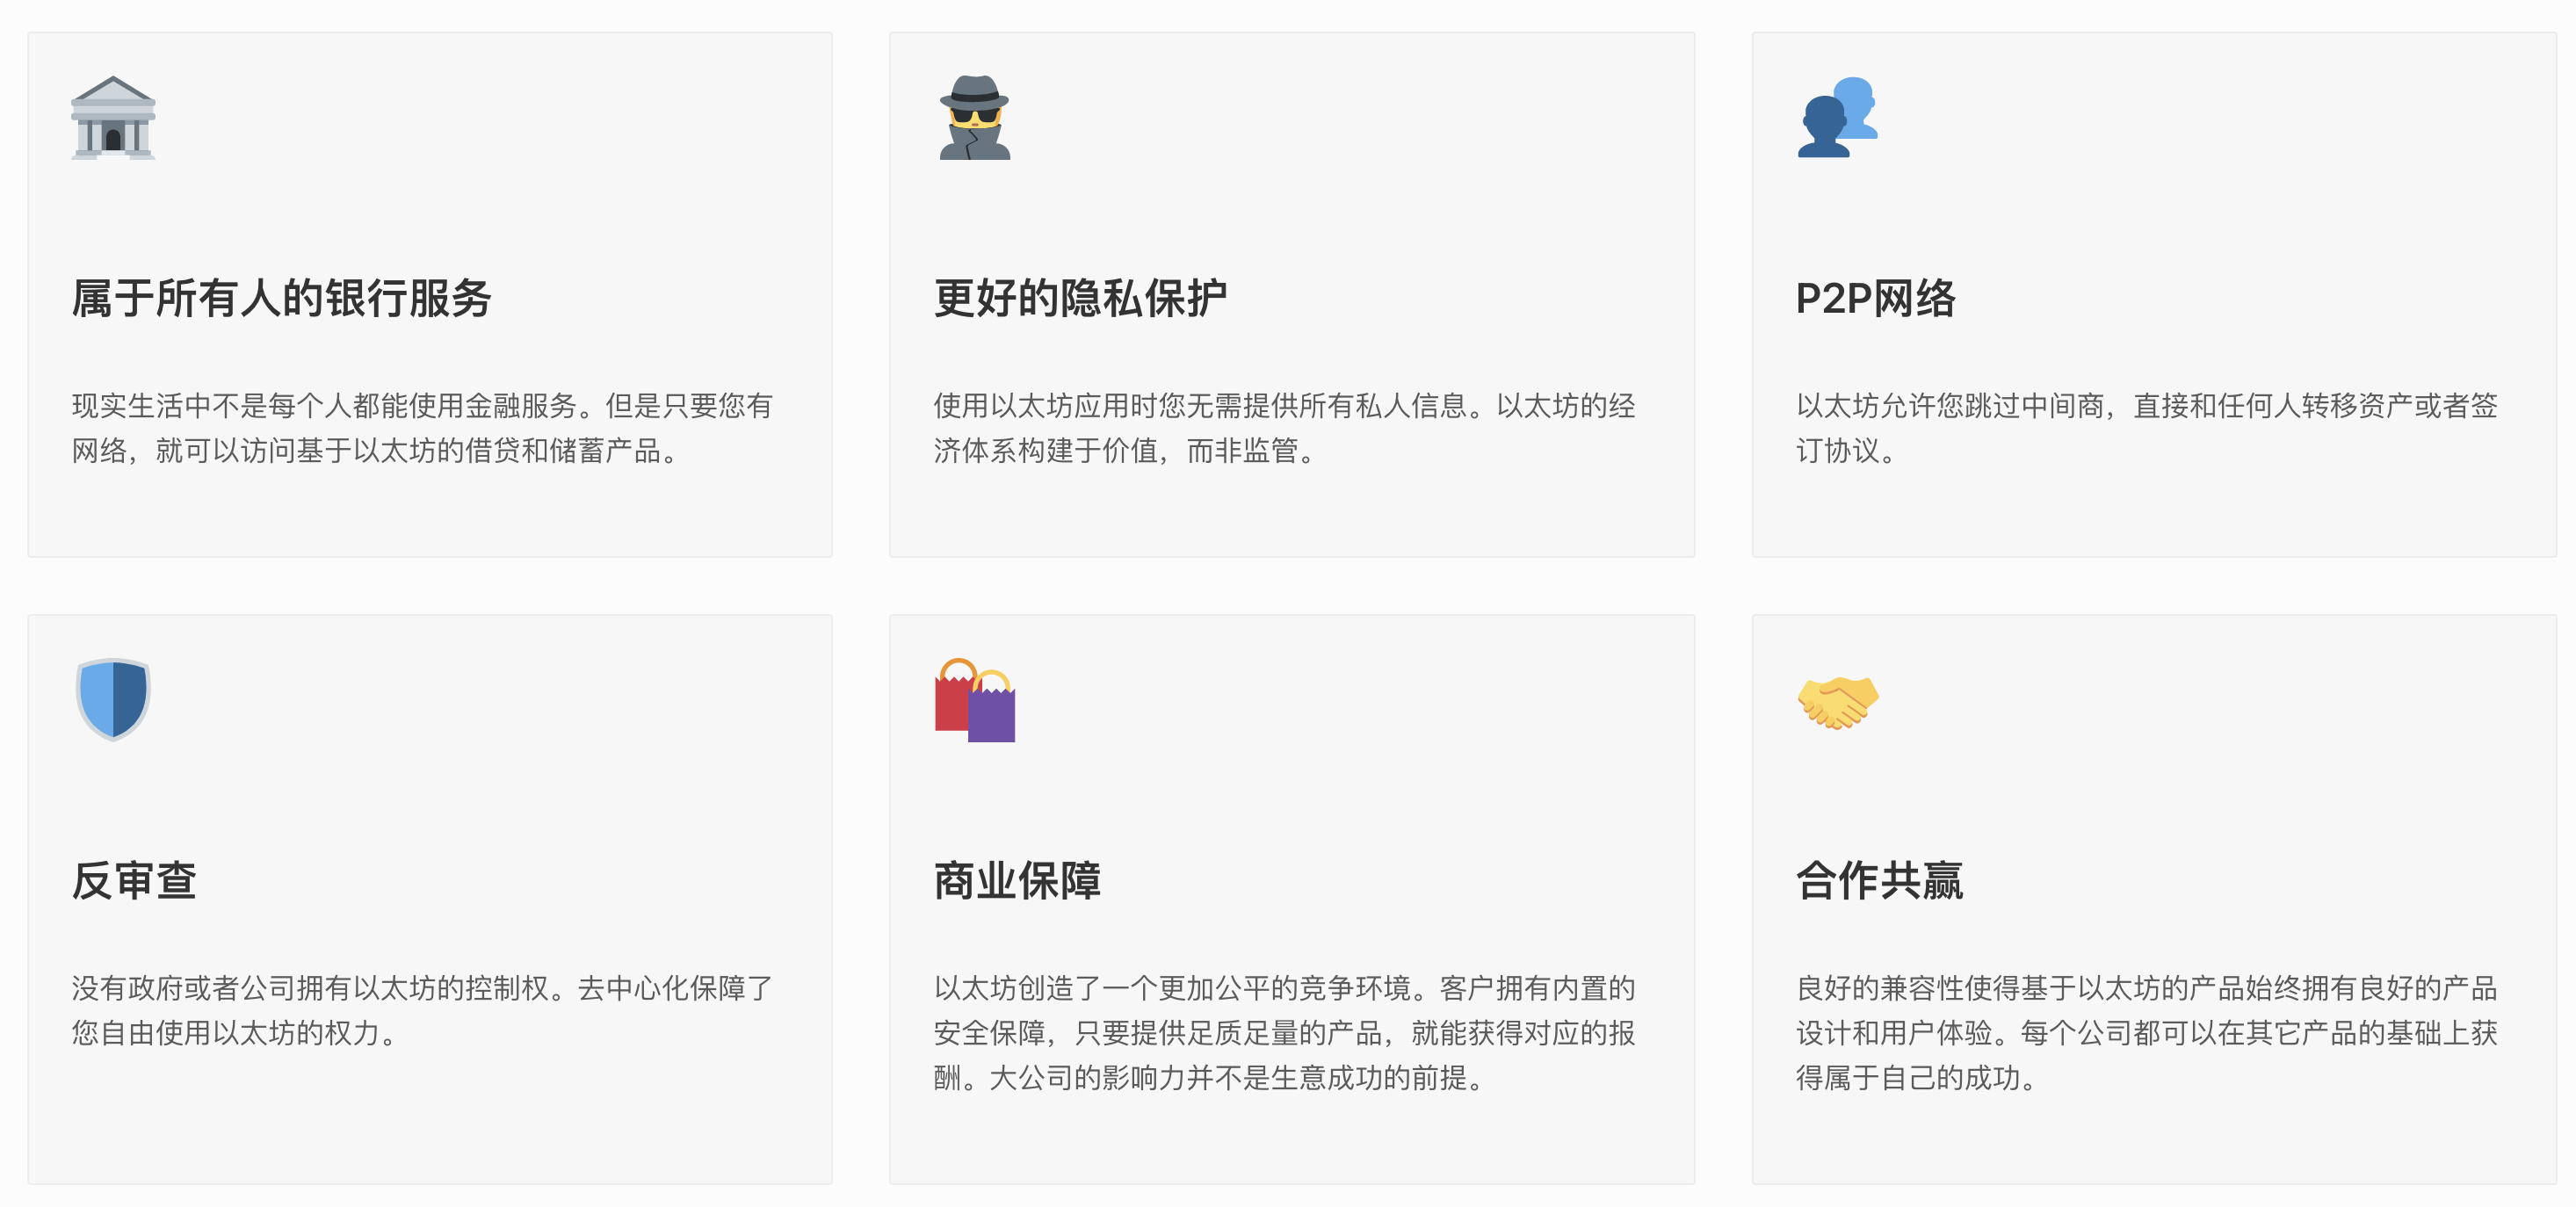 属于所有人的银行服务
现实生活中不是每个人都能使用金融服务。但是只要您有
网络，就可以访问基于以太坊的借贷和储蓄产品。
更好的隐私保护
使用以太坊应用时您无需提供所有私人信息。以太坊的经
济体系构建于价值，而非监管。
P2P网络
以太坊允许您跳过中间商，直接和任何人转移资产或者签
订协议。
反审查
没有政府或者公司拥有以太坊的控制权。去中心化保障了
您自由使用以太坊的权力。
商业保障
以太坊创造了一个更加公平的竞争环境。客户拥有内置的
安全保障，只要提供足质足量的产品，就能获得对应的报
酬。大公司的影响力并不是生意成功的前提。
合作共赢
良好的兼容性使得基于以太坊的产品始终拥有良好的产品
设计和用户体验。每个公司都可以在其它产品的基础上获
得属于自己的成功。